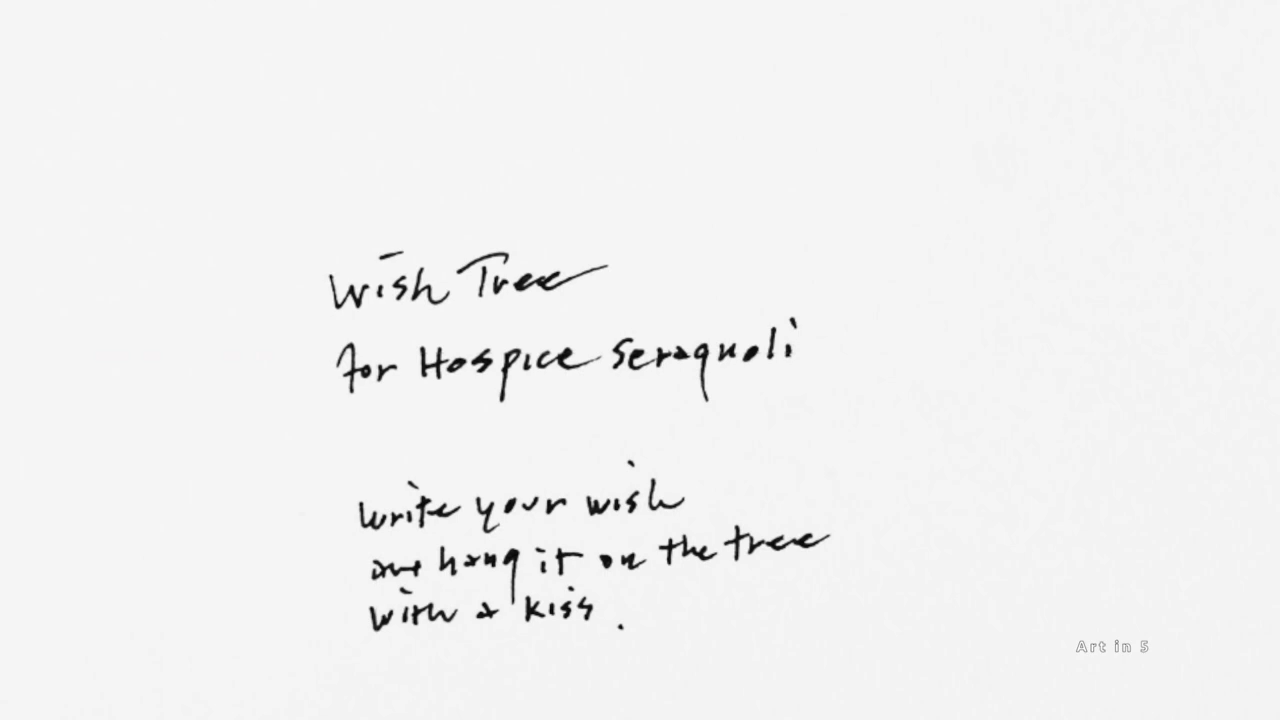 Wish Tree
for Hospice Seragnoli
write your wish
and hang it on the tree
with a kiss.
Art in 5